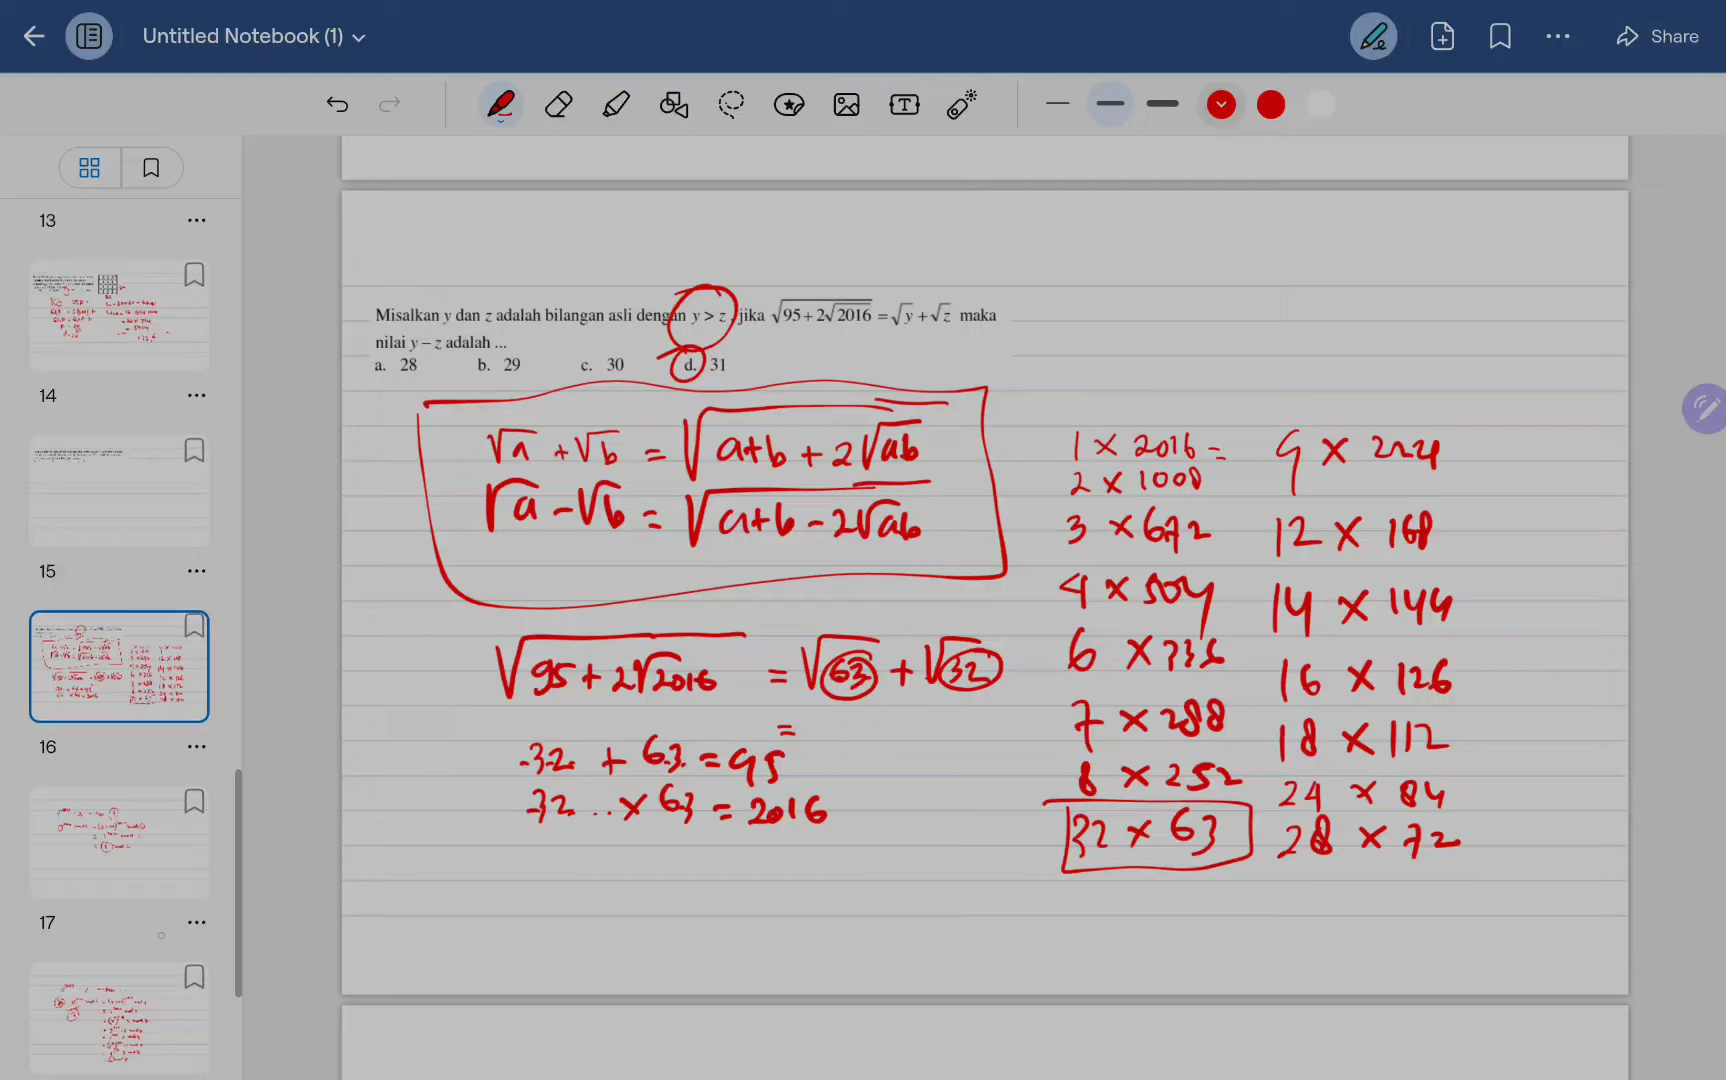 Untitled Notebook (1)
Share
13
14
15
16
17
Misalkan y dan z adalah bilangan asli dengan y > z, jika √(95+2√2016) = √y + √z maka
nilai y – z adalah ...
a. 28 b. 29 c. 30 d. 31
√a + √b = √(a+b + 2√ab)
√a - √b = √(a+b - 2√ab)
√(95 + 2√2016) = √63 + √32
=
32 + 63 = 95
32 .. × 63 = 2016
1 × 2016 =
2 × 1008
3 × 672
4 × 504
6 × 336
7 × 288
8 × 252
32 × 63
9 × 224
12 × 168
14 × 144
16 × 126
18 × 112
24 × 84
28 × 72